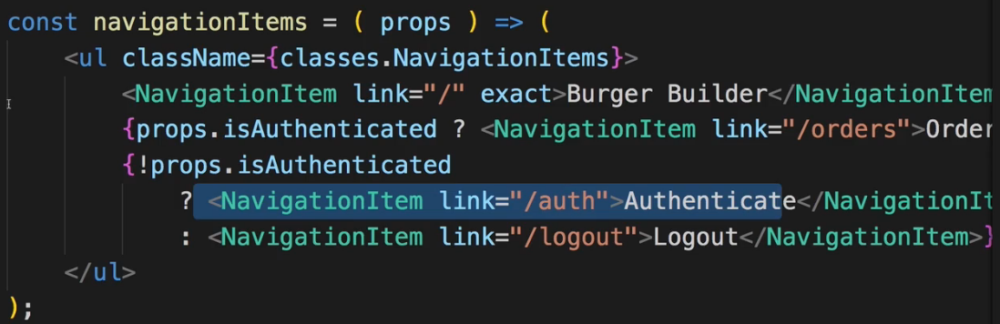 const navigationItems = ( props ) => (
<ul className={classes.NavigationItems}>
<NavigationItem link="/" exact>Burger Builder</NavigationItem
{props.isAuthenticated ? <NavigationItem link="/orders">Order
{!props.isAuthenticated
? <NavigationItem link="/auth">Authenticate</NavigationIt
: <NavigationItem link="/logout">Logout</NavigationItem>}
</ul>
);